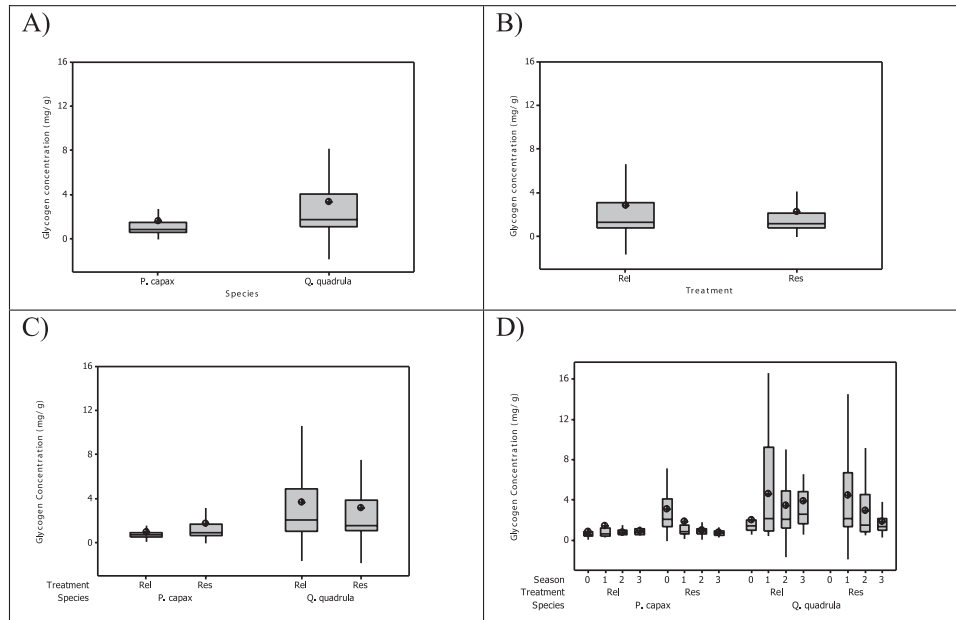 A)
Glycogen concentration (mg/ g)
16
12
8
4
0
P. capax Q. quadrula
Species
B)
Glycogen concentration (mg/ g)
16
12
8
4
0
Rel Res
Treatment
C)
Glycogen Concentration (mg/ g)
16
12
8
4
0
Treatment Rel Res Rel Res
Species P. capax Q. quadrula
D)
Glycogen Concentration (mg/ g)
16
12
8
4
0
Season 0 1 2 3 0 1 2 3 0 1 2 3 0 1 2 3
Treatment Rel Res Rel Res
Species P. capax Q. quadrula